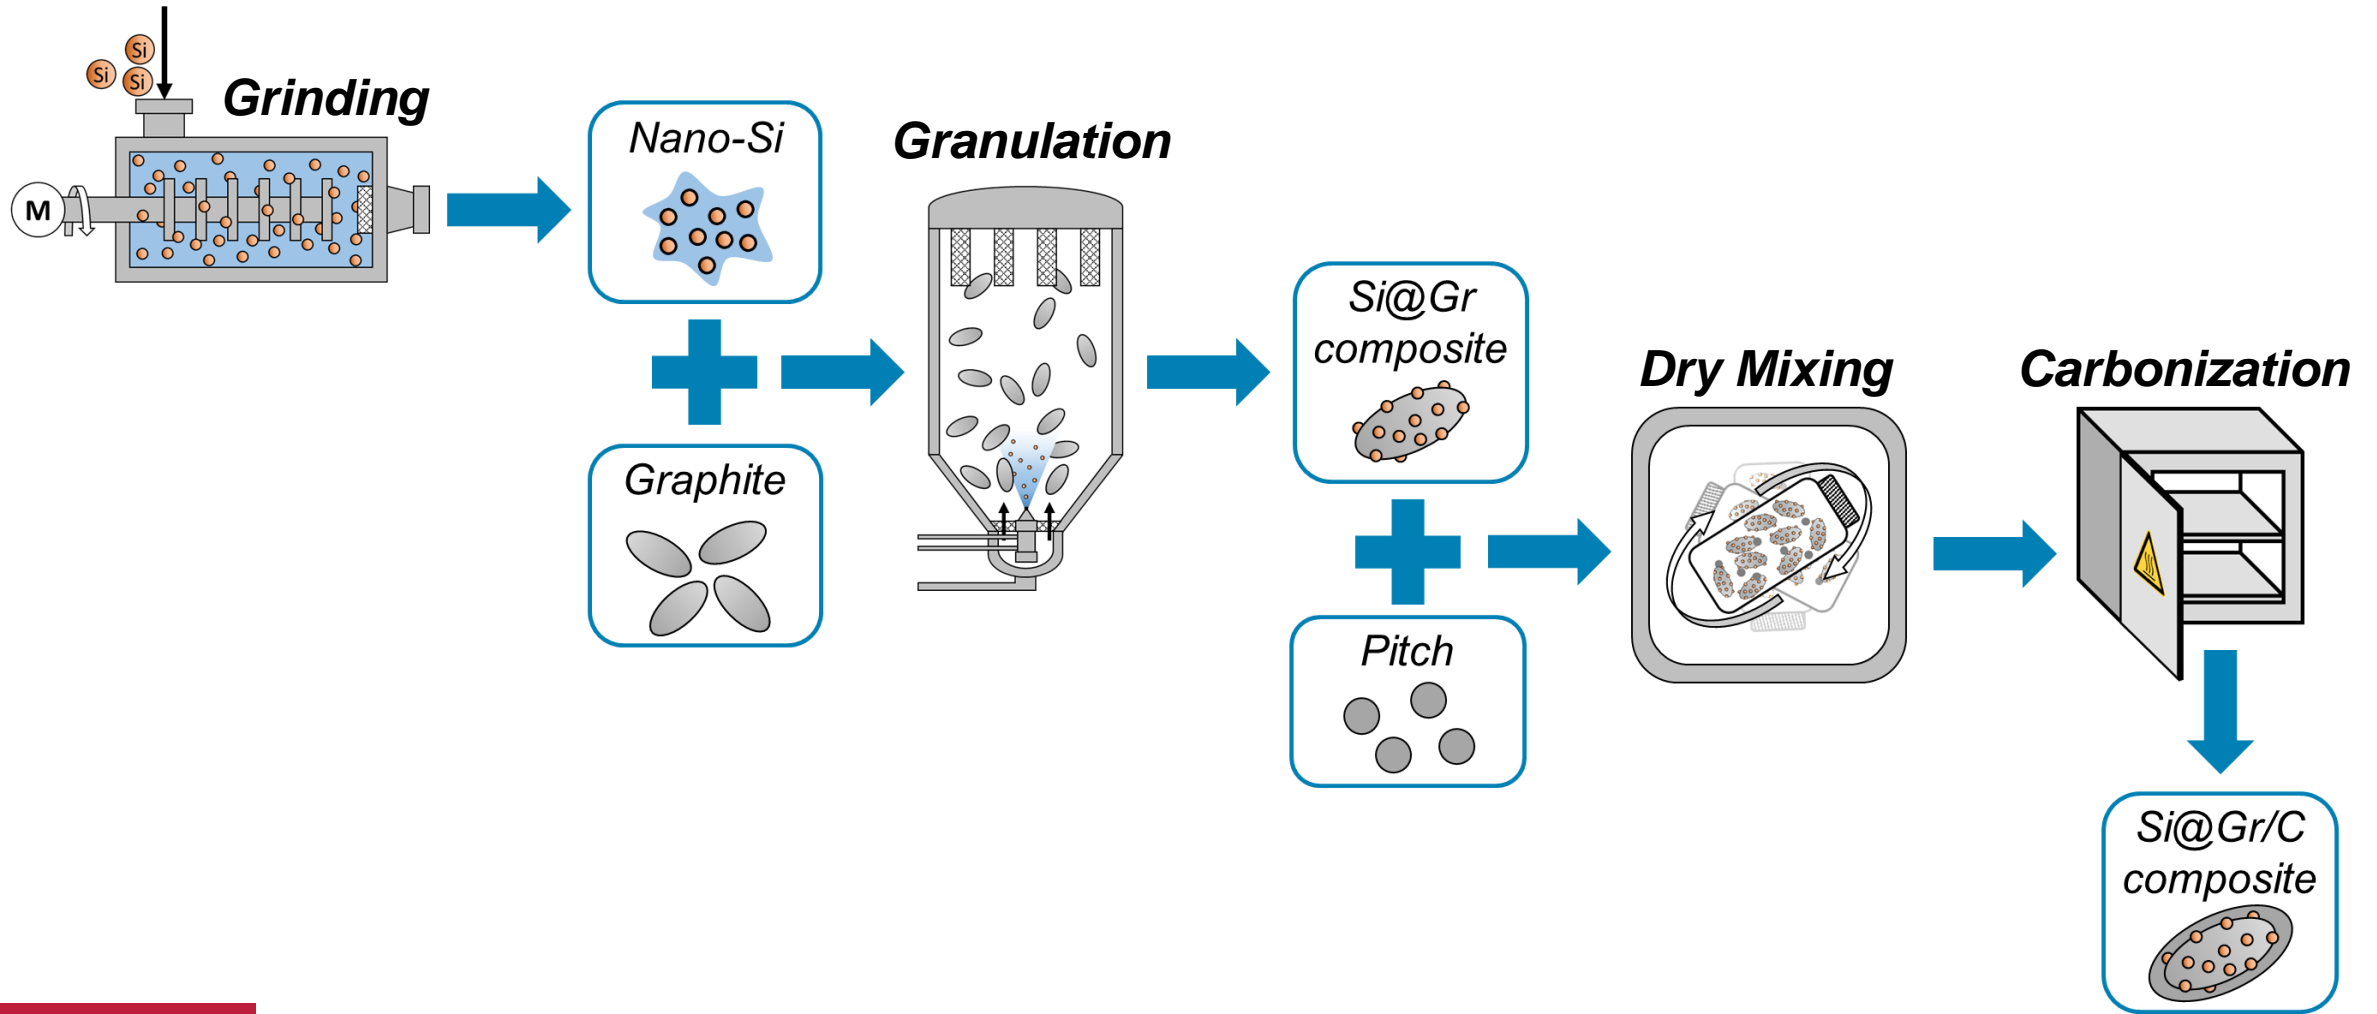 Si
Si
Si
Grinding
M
Nano-Si
Graphite
Granulation
Si@Gr
composite
Pitch
Dry Mixing
Carbonization
Si@Gr/C
composite